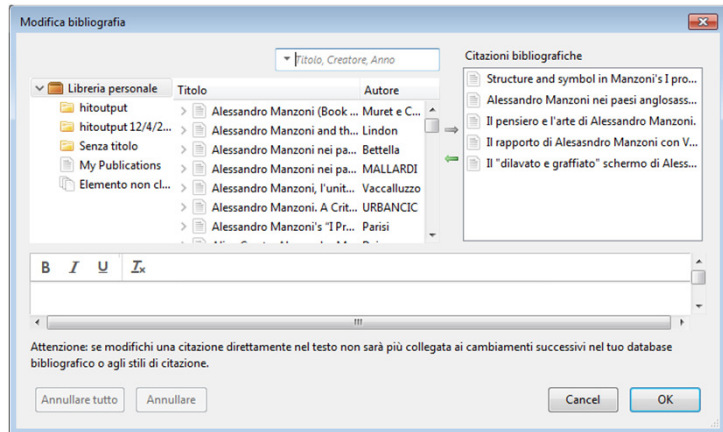 Modifica bibliografia
Titolo, Creatore, Anno
Citazioni bibliografiche
Libreria personale
hitoutput
hitoutput 12/4/2...
Senza titolo
My Publications
Elemento non cl...
Titolo Autore
Alessandro Manzoni (Book ... Muret e C...
Alessandro Manzoni and th... Lindon
Alessandro Manzoni nei pa... Bettella
Alessandro Manzoni nei pa... MALLARDI
Alessandro Manzoni, l'unit... Vaccalluzzo
Alessandro Manzoni. A Crit... URBANCIC
Alessandro Manzoni's "I Pr... Parisi
Structure and symbol in Manzoni's I pro...
Alessandro Manzoni nei paesi anglosass...
Il pensiero e l'arte di Alessandro Manzoni.
Il rapporto di Alesasndro Manzoni con V...
Il "dilavato e graffiato" schermo di Aless...
B I U Tx
Attenzione: se modifichi una citazione direttamente nel testo non sarà più collegata ai cambiamenti successivi nel tuo database
bibliografico o agli stili di citazione.
Annullare tutto Annullare Cancel OK